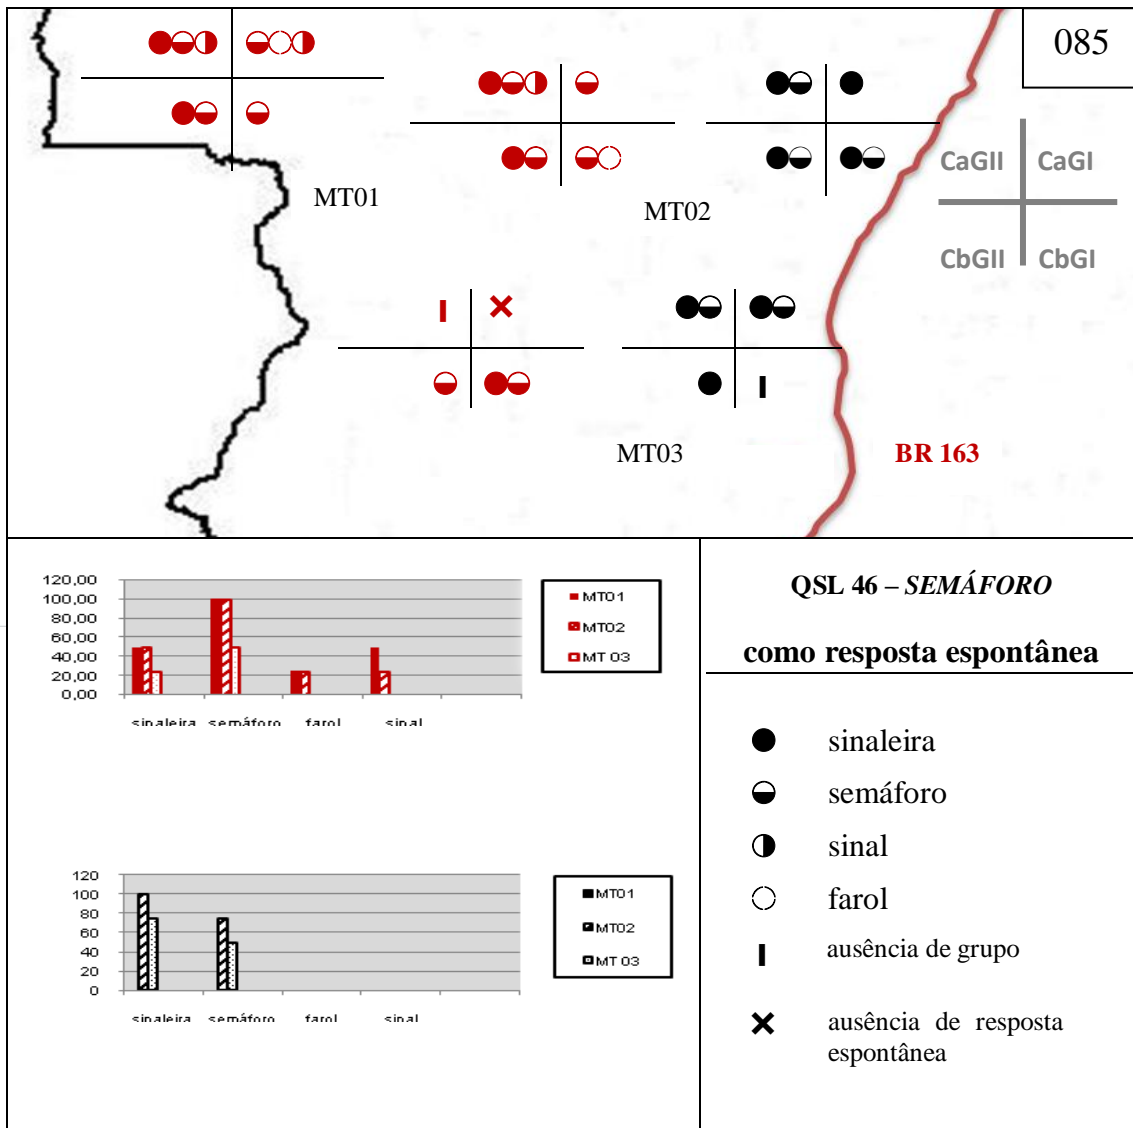 085
CaGII CaGI
CbGII CbGI
MT01
MT02
MT03
BR 163
120,00
100,00
80,00
60,00
40,00
20,00
0,00
sinaleira semáforo farol sinal
MT01
MT02
MT 03
120
100
80
60
40
20
0
sinaleira semáforo farol sinal
MT01
MT02
MT 03
QSL 46 – SEMÁFORO
como resposta espontânea
sinaleira
semáforo
sinal
farol
ausência de grupo
ausência de resposta
espontânea